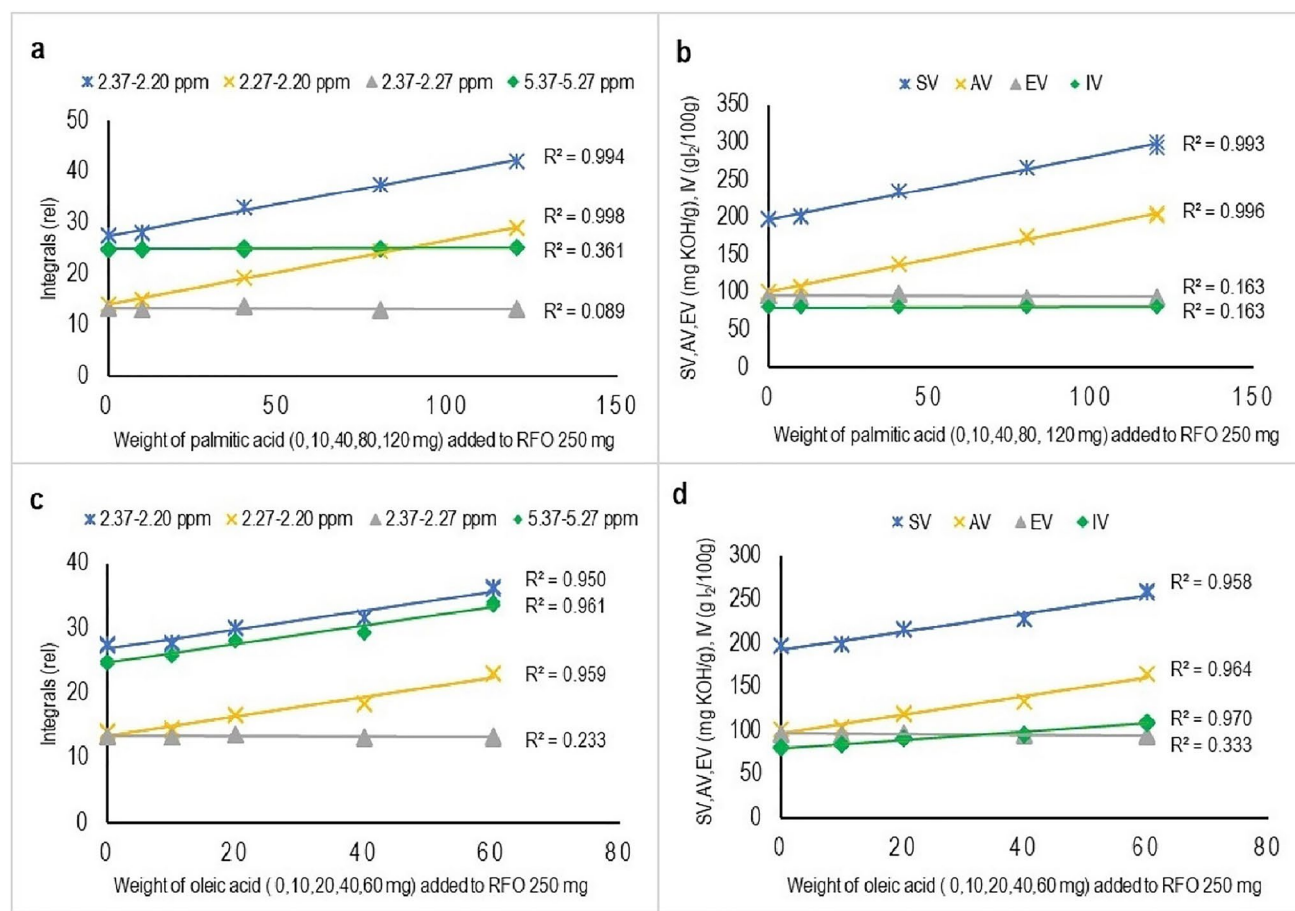 a
2.37-2.20 ppm 2.27-2.20 ppm 2.37-2.27 ppm 5.37-5.27 ppm
50
40
30
20
10
0
Integrals (rel)
R² = 0.994
R² = 0.998
R² = 0.361
R² = 0.089
0 50 100 150
Weight of palmitic acid (0,10,40,80,120 mg) added to RFO 250 mg
b
SV AV EV IV
350
300
250
200
150
100
50
0
SV,AV,EV (mg KOH/g), IV (gI₂/100g)
R² = 0.993
R² = 0.996
R² = 0.163
R² = 0.163
0 50 100 150
Weight of palmitic acid (0,10,40,80, 120 mg) added to RFO 250 mg
c
2.37-2.20 ppm 2.27-2.20 ppm 2.37-2.27 ppm 5.37-5.27 ppm
40
30
20
10
0
Integrals (rel)
R² = 0.950
R² = 0.961
R² = 0.959
R² = 0.233
0 20 40 60 80
Weight of oleic acid ( 0,10,20,40,60 mg) added to RFO 250 mg
d
SV AV EV IV
300
250
200
150
100
50
0
SV,AV,EV (mg KOH/g), IV (g I₂/100g)
R² = 0.958
R² = 0.964
R² = 0.970
R² = 0.333
0 20 40 60 80
Weight of oleic acid ( 0,10,20,40,60 mg) added to RFO 250 mg